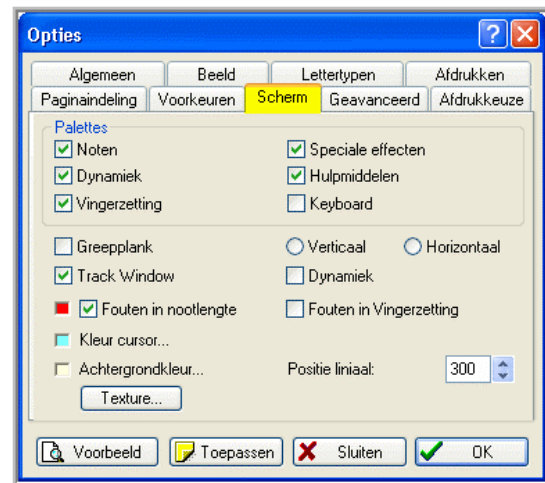 Opties
Algemeen Beeld Lettertypen Afdrukken
Paginaindeling Voorkeuren Scherm Geavanceerd Afdrukkeuze
Palettes
Noten Speciale effecten
Dynamiek Hulpmiddelen
Vingerzetting Keyboard
Greepplank Verticaal Horizontaal
Track Window Dynamiek
Fouten in nootlengte Fouten in Vingerzetting
Kleur cursor...
Achtergrondkleur... Positie liniaal: 300
Texture...
Voorbeeld Toepassen Sluiten OK